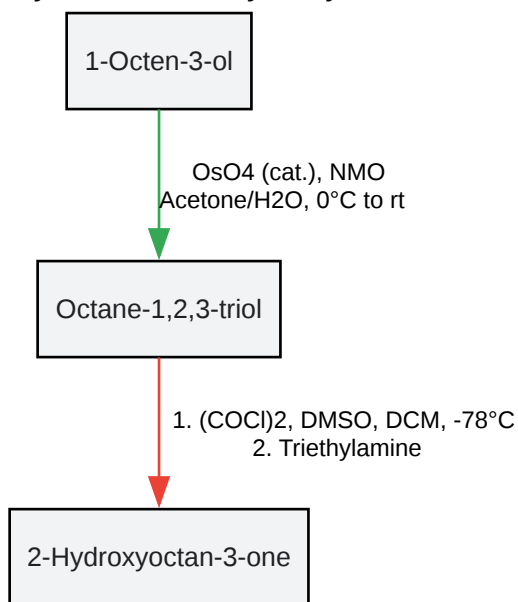 1-Octen-3-ol
OsO4 (cat.), NMO
Acetone/H2O, 0°C to rt
Octane-1,2,3-triol
1. (COCl)2, DMSO, DCM, -78°C
2. Triethylamine
2-Hydroxyoctan-3-one